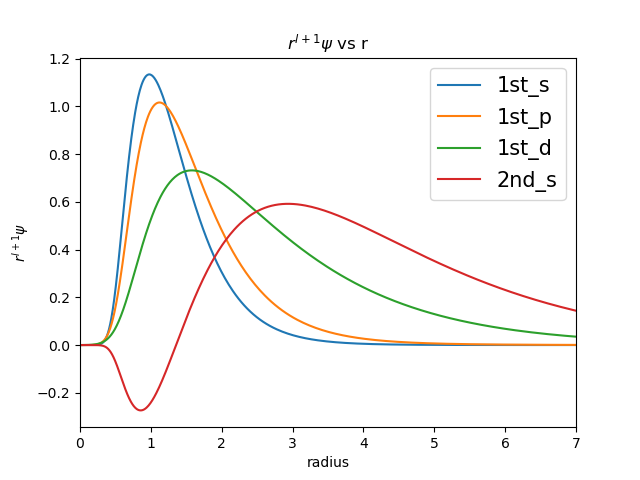 r^{l+1}ψ vs r
1.2
1.0
0.8
0.6
0.4
0.2
0.0
−0.2
r^{l+1}ψ
1st_s
1st_p
1st_d
2nd_s
0 1 2 3 4 5 6 7
radius